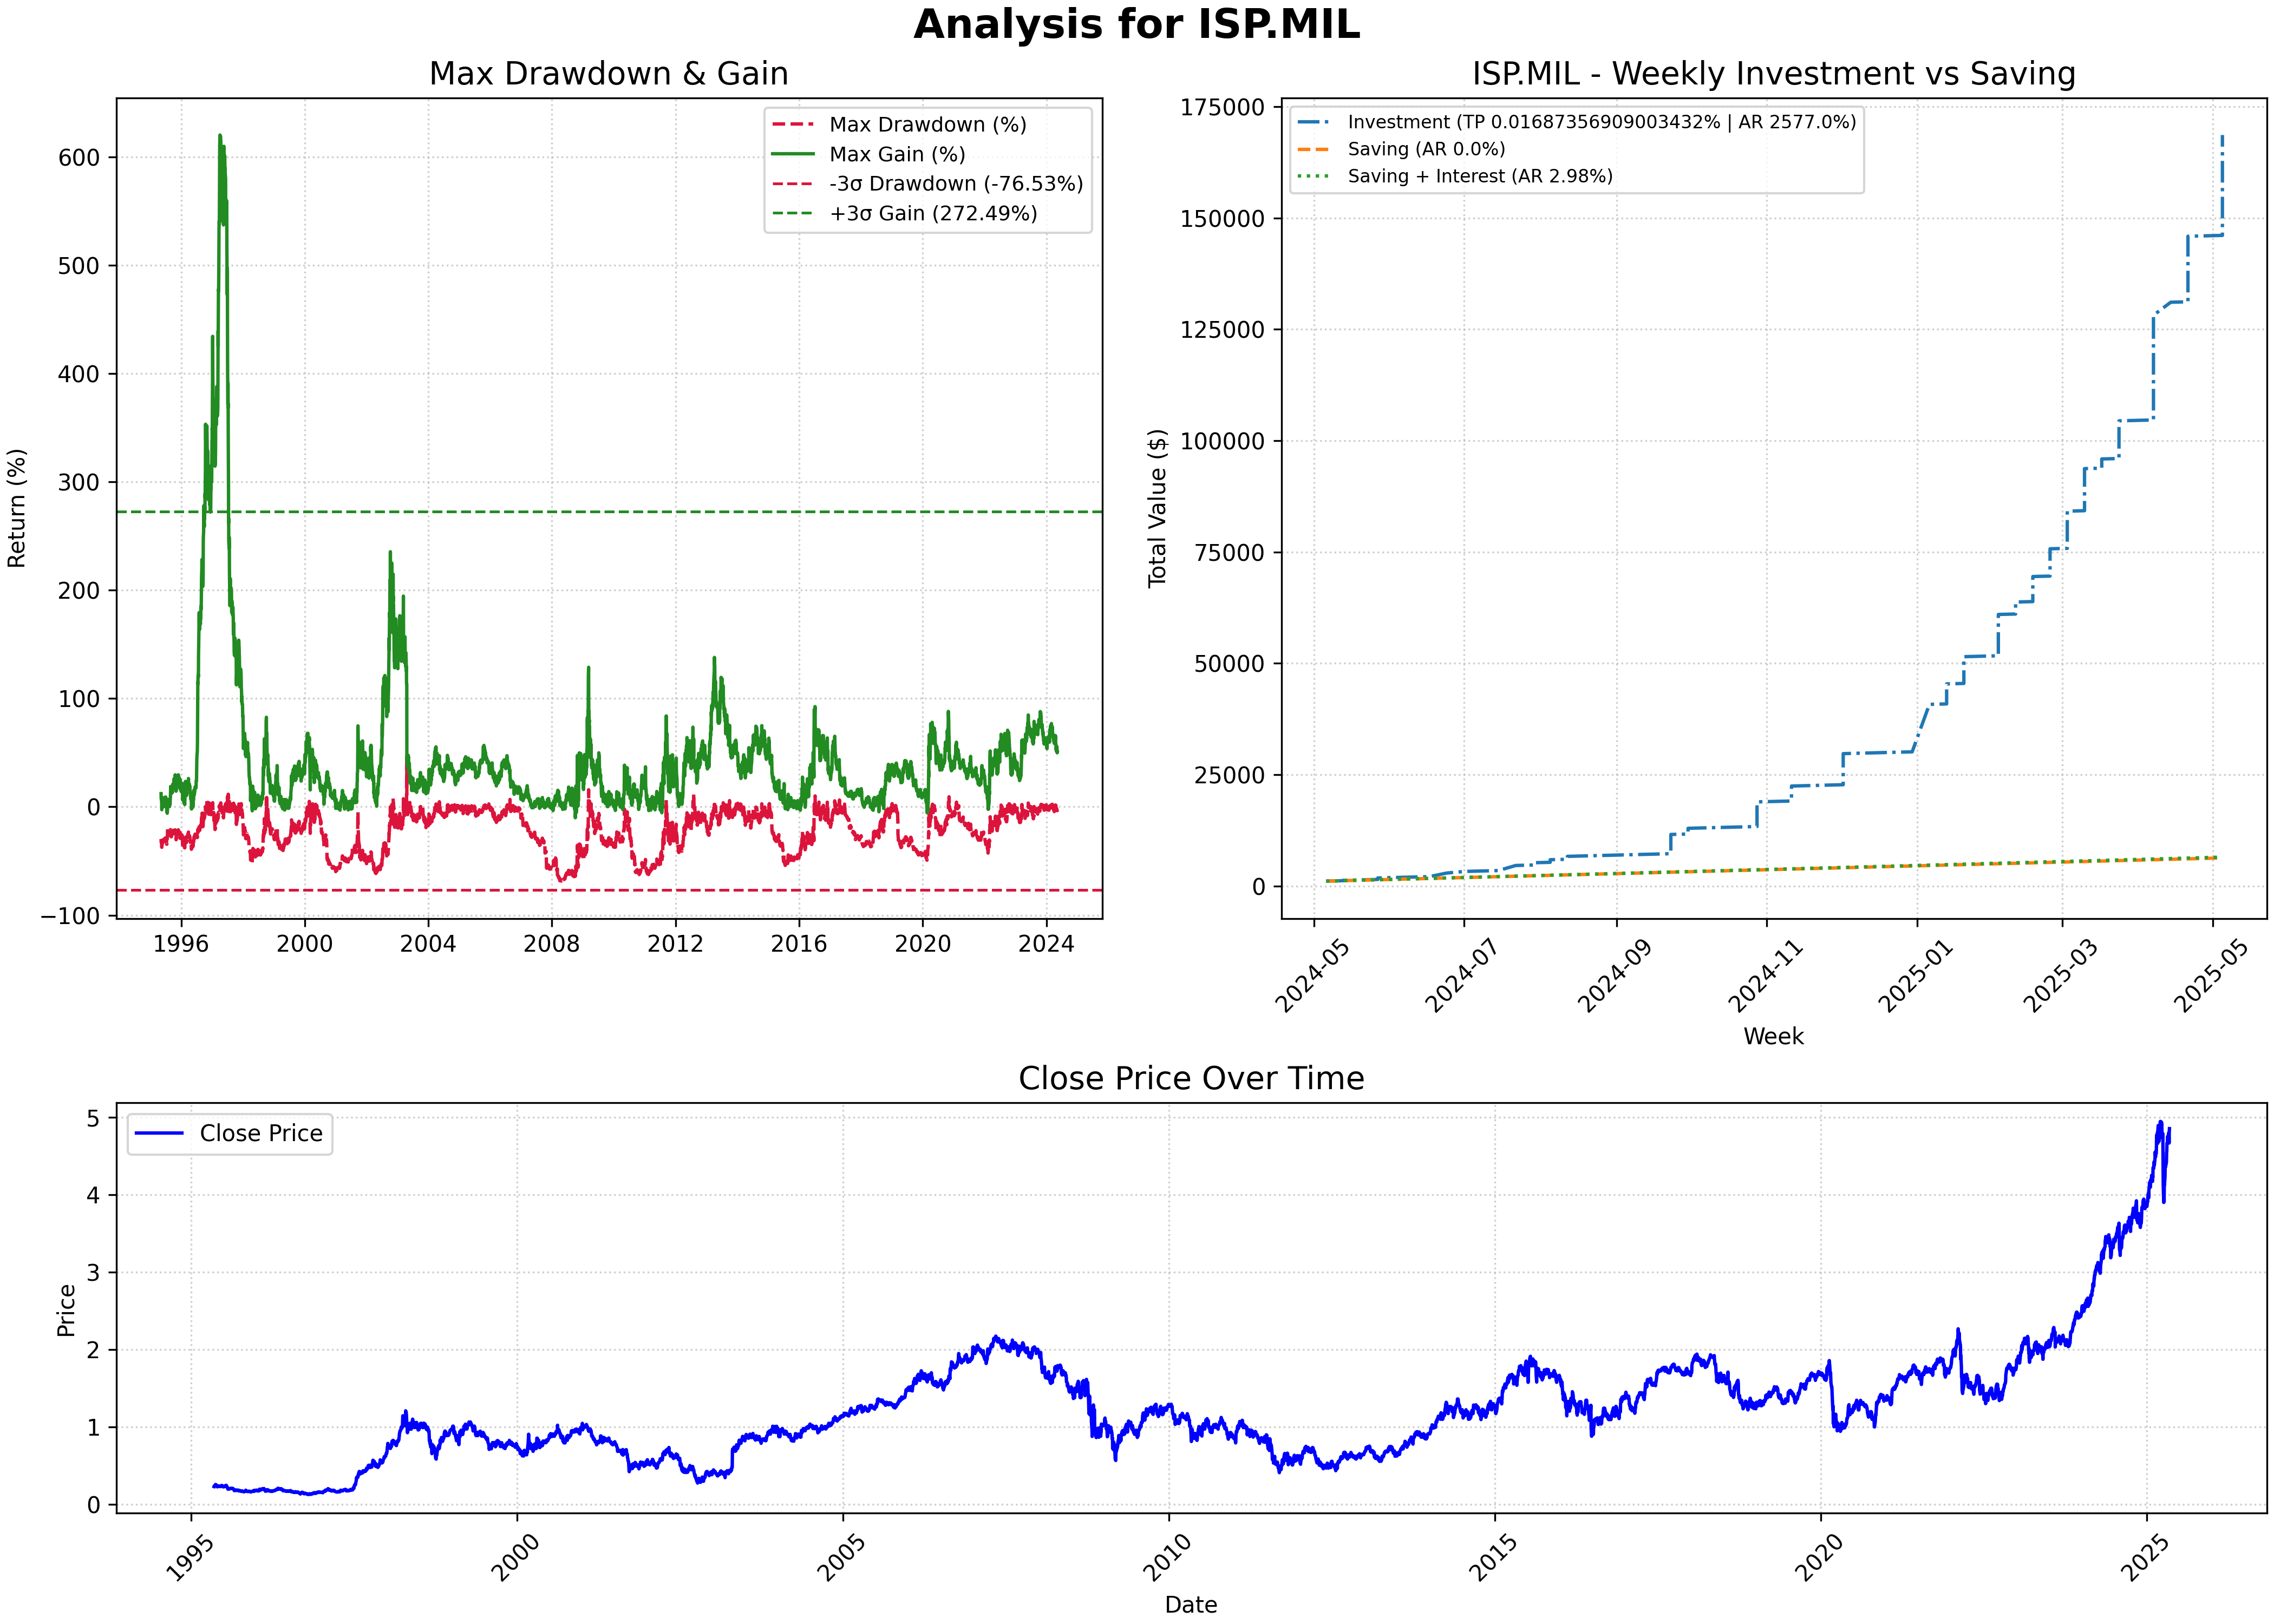 Analysis for ISP.MIL
Max Drawdown & Gain
Return (%)
600
500
400
300
200
100
0
−100
Max Drawdown (%)
Max Gain (%)
-3σ Drawdown (-76.53%)
+3σ Gain (272.49%)
1996 2000 2004 2008 2012 2016 2020 2024
ISP.MIL - Weekly Investment vs Saving
Total Value ($)
175000
150000
125000
100000
75000
50000
25000
0
Investment (TP 0.01687356909003432% | AR 2577.0%)
Saving (AR 0.0%)
Saving + Interest (AR 2.98%)
2024-05 2024-07 2024-09 2024-11 2025-01 2025-03 2025-05
Week
Close Price Over Time
Price
5
4
3
2
1
0
Close Price
1995 2000 2005 2010 2015 2020 2025
Date